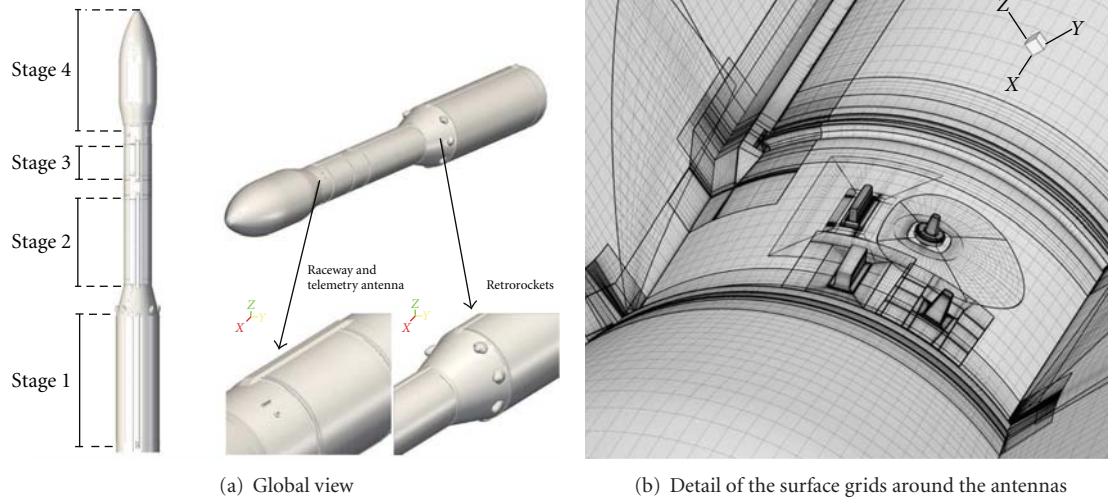 Stage 4
Stage 3
Stage 2
Stage 1
Raceway and
telemetry antenna
Retrorockets
Z
Y
X
Z
Y
X
Z
Y
X
(a) Global view
(b) Detail of the surface grids around the antennas